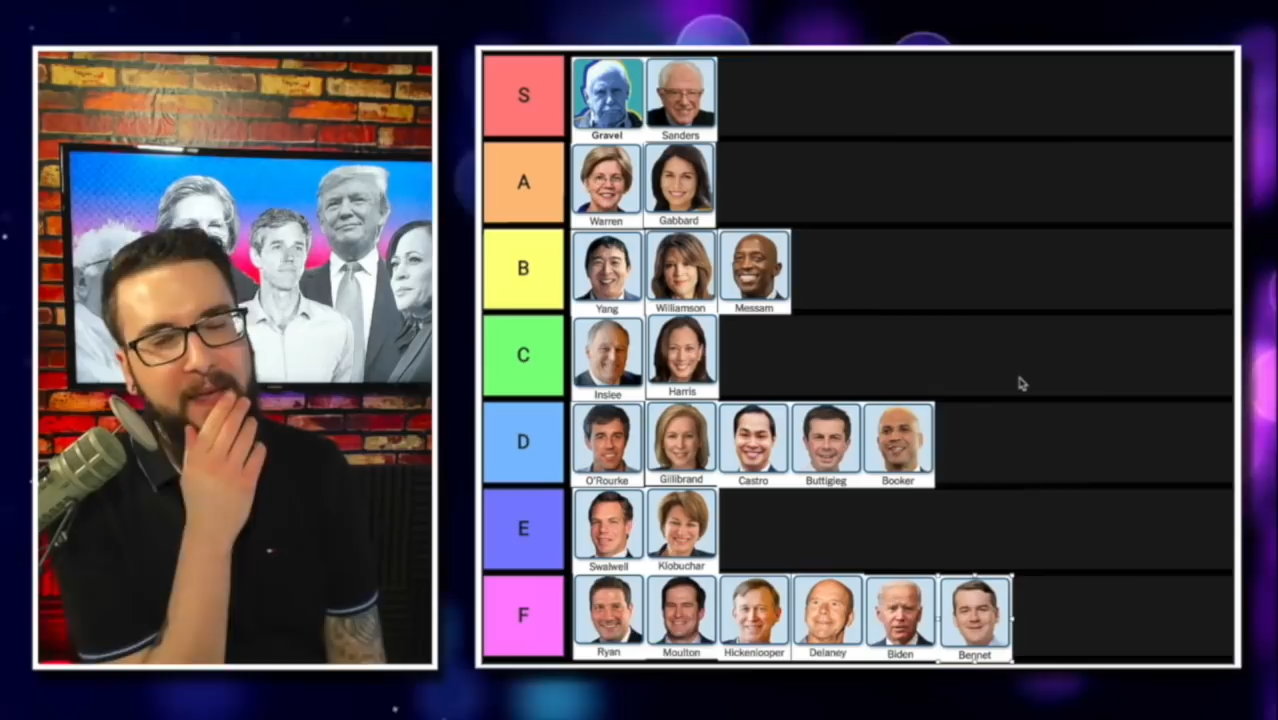 S
Gravel Sanders
A
Warren Gabbard
B
Yang Williamson Messam
C
Inslee Harris
D
O'Rourke Gillibrand Castro Buttigieg Booker
E
Swalwell Klobuchar
F
Ryan Moulton Hickenlooper Delaney Biden Bennet